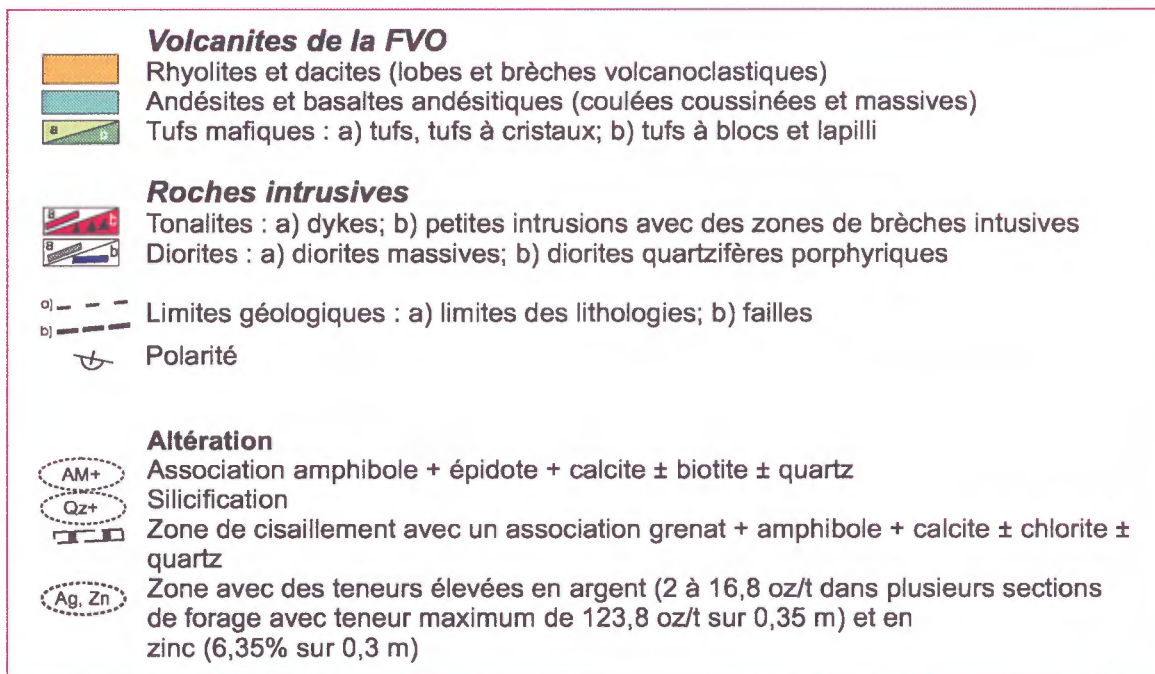 Volcanites de la FVO
Rhyolites et dacites (lobes et brèches volcanoclastiques)
Andésites et basaltes andésitiques (coulées coussinées et massives)
a b Tufs mafiques : a) tufs, tufs à cristaux; b) tufs à blocs et lapilli
Roches intrusives
a b Tonalites : a) dykes; b) petites intrusions avec des zones de brèches intusives
a b Diorites : a) diorites massives; b) diorites quartzifères porphyriques
a)
b)
Limites géologiques : a) limites des lithologies; b) failles
Polarité
Altération
AM+ Association amphibole + épidote + calcite ± biotite ± quartz
Qz+ Silicification
Zone de cisaillement avec un association grenat + amphibole + calcite ± chlorite ±
quartz
Ag, Zn Zone avec des teneurs élevées en argent (2 à 16,8 oz/t dans plusieurs sections
de forage avec teneur maximum de 123,8 oz/t sur 0,35 m) et en
zinc (6,35% sur 0,3 m)